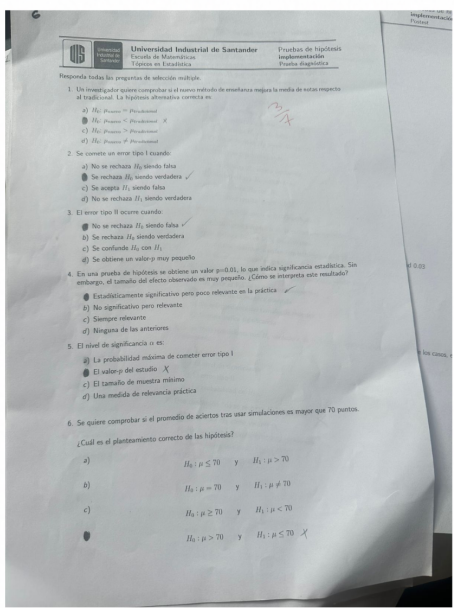 Universidad Industrial de Santander
Universidad Industrial de Santander
Escuela de Matemáticas
Tópicos en Estadística
Pruebas de hipótesis
Implementación
Prueba diagnóstica
Responda todas las preguntas de selección múltiple.
1. Un investigador quiere comprobar si el nuevo método de enseñanza mejora la media de notas respecto
al tradicional. La hipótesis alternativa correcta es:
a)
X
c)
d)
2. Se comete un error tipo I cuando:
a) No se rechaza H₀ siendo falsa
Se rechaza H₀ siendo verdadera ✓
c) Se acepta H₁ siendo falsa
d) No se rechaza H₁ siendo verdadera
3. El error tipo II ocurre cuando:
No se rechaza H₀ siendo falsa ✓
b) Se rechaza H₀ siendo verdadera
c) Se confunde H₀ con H₁
d) Se obtiene un valor-p muy pequeño
4. En una prueba de hipótesis se obtiene un valor p=0.01, lo que indica significancia estadística. Sin
embargo, el tamaño del efecto observado es muy pequeño. ¿Cómo se interpreta este resultado?
Estadísticamente significativo pero poco relevante en la práctica ✓
b) No significativo pero relevante
c) Siempre relevante
d) Ninguna de las anteriores
5. El nivel de significancia α es:
a) La probabilidad máxima de cometer error tipo I
El valor-p del estudio X
c) El tamaño de muestra mínimo
d) Una medida de relevancia práctica
6. Se quiere comprobar si el promedio de aciertos tras usar simulaciones es mayor que 70 puntos.
¿Cuál es el planteamiento correcto de las hipótesis?
a) H₀ : μ ≤ 70 y H₁ : μ > 70
b) H₀ : μ = 70 y H₁ : μ ≠ 70
c) H₀ : μ ≥ 70 y H₁ : μ < 70
H₀ : μ > 70 y H₁ : μ ≤ 70 X